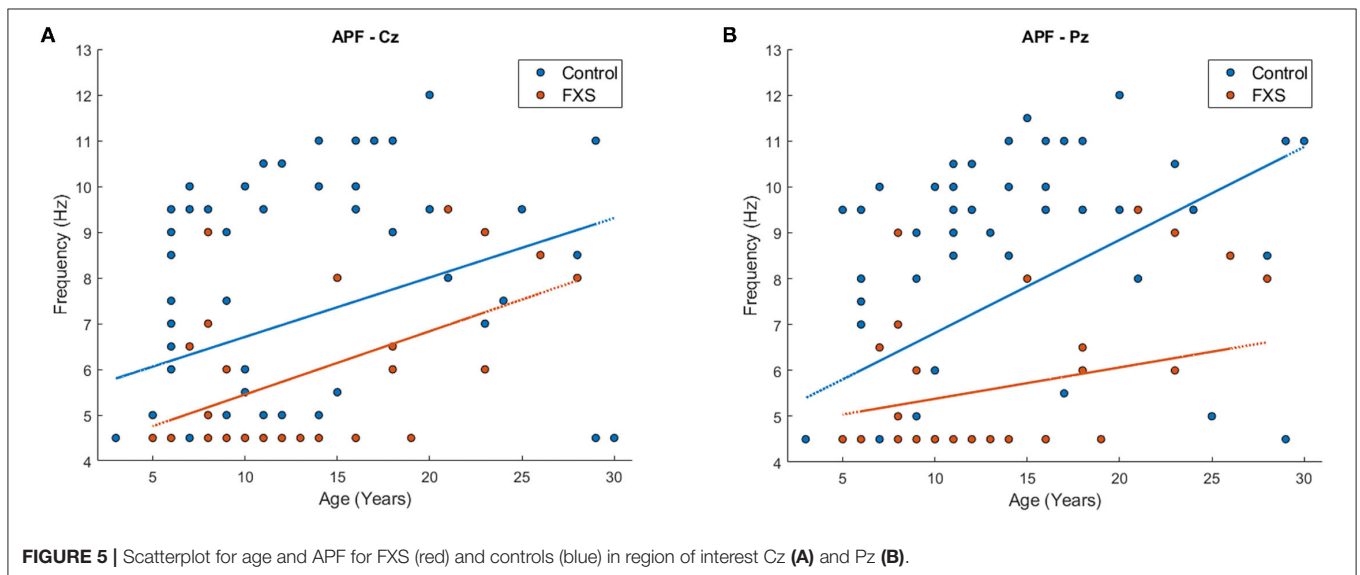 A
APF - Cz
13
12
11
10
9
8
7
6
5
4
Frequency (Hz)
5
10
15
20
25
30
Age (Years)
Control
FXS
B
APF - Pz
13
12
11
10
9
8
7
6
5
4
Frequency (Hz)
5
10
15
20
25
30
Age (Years)
Control
FXS
FIGURE 5 | Scatterplot for age and APF for FXS (red) and controls (blue) in region of interest Cz (A) and Pz (B).